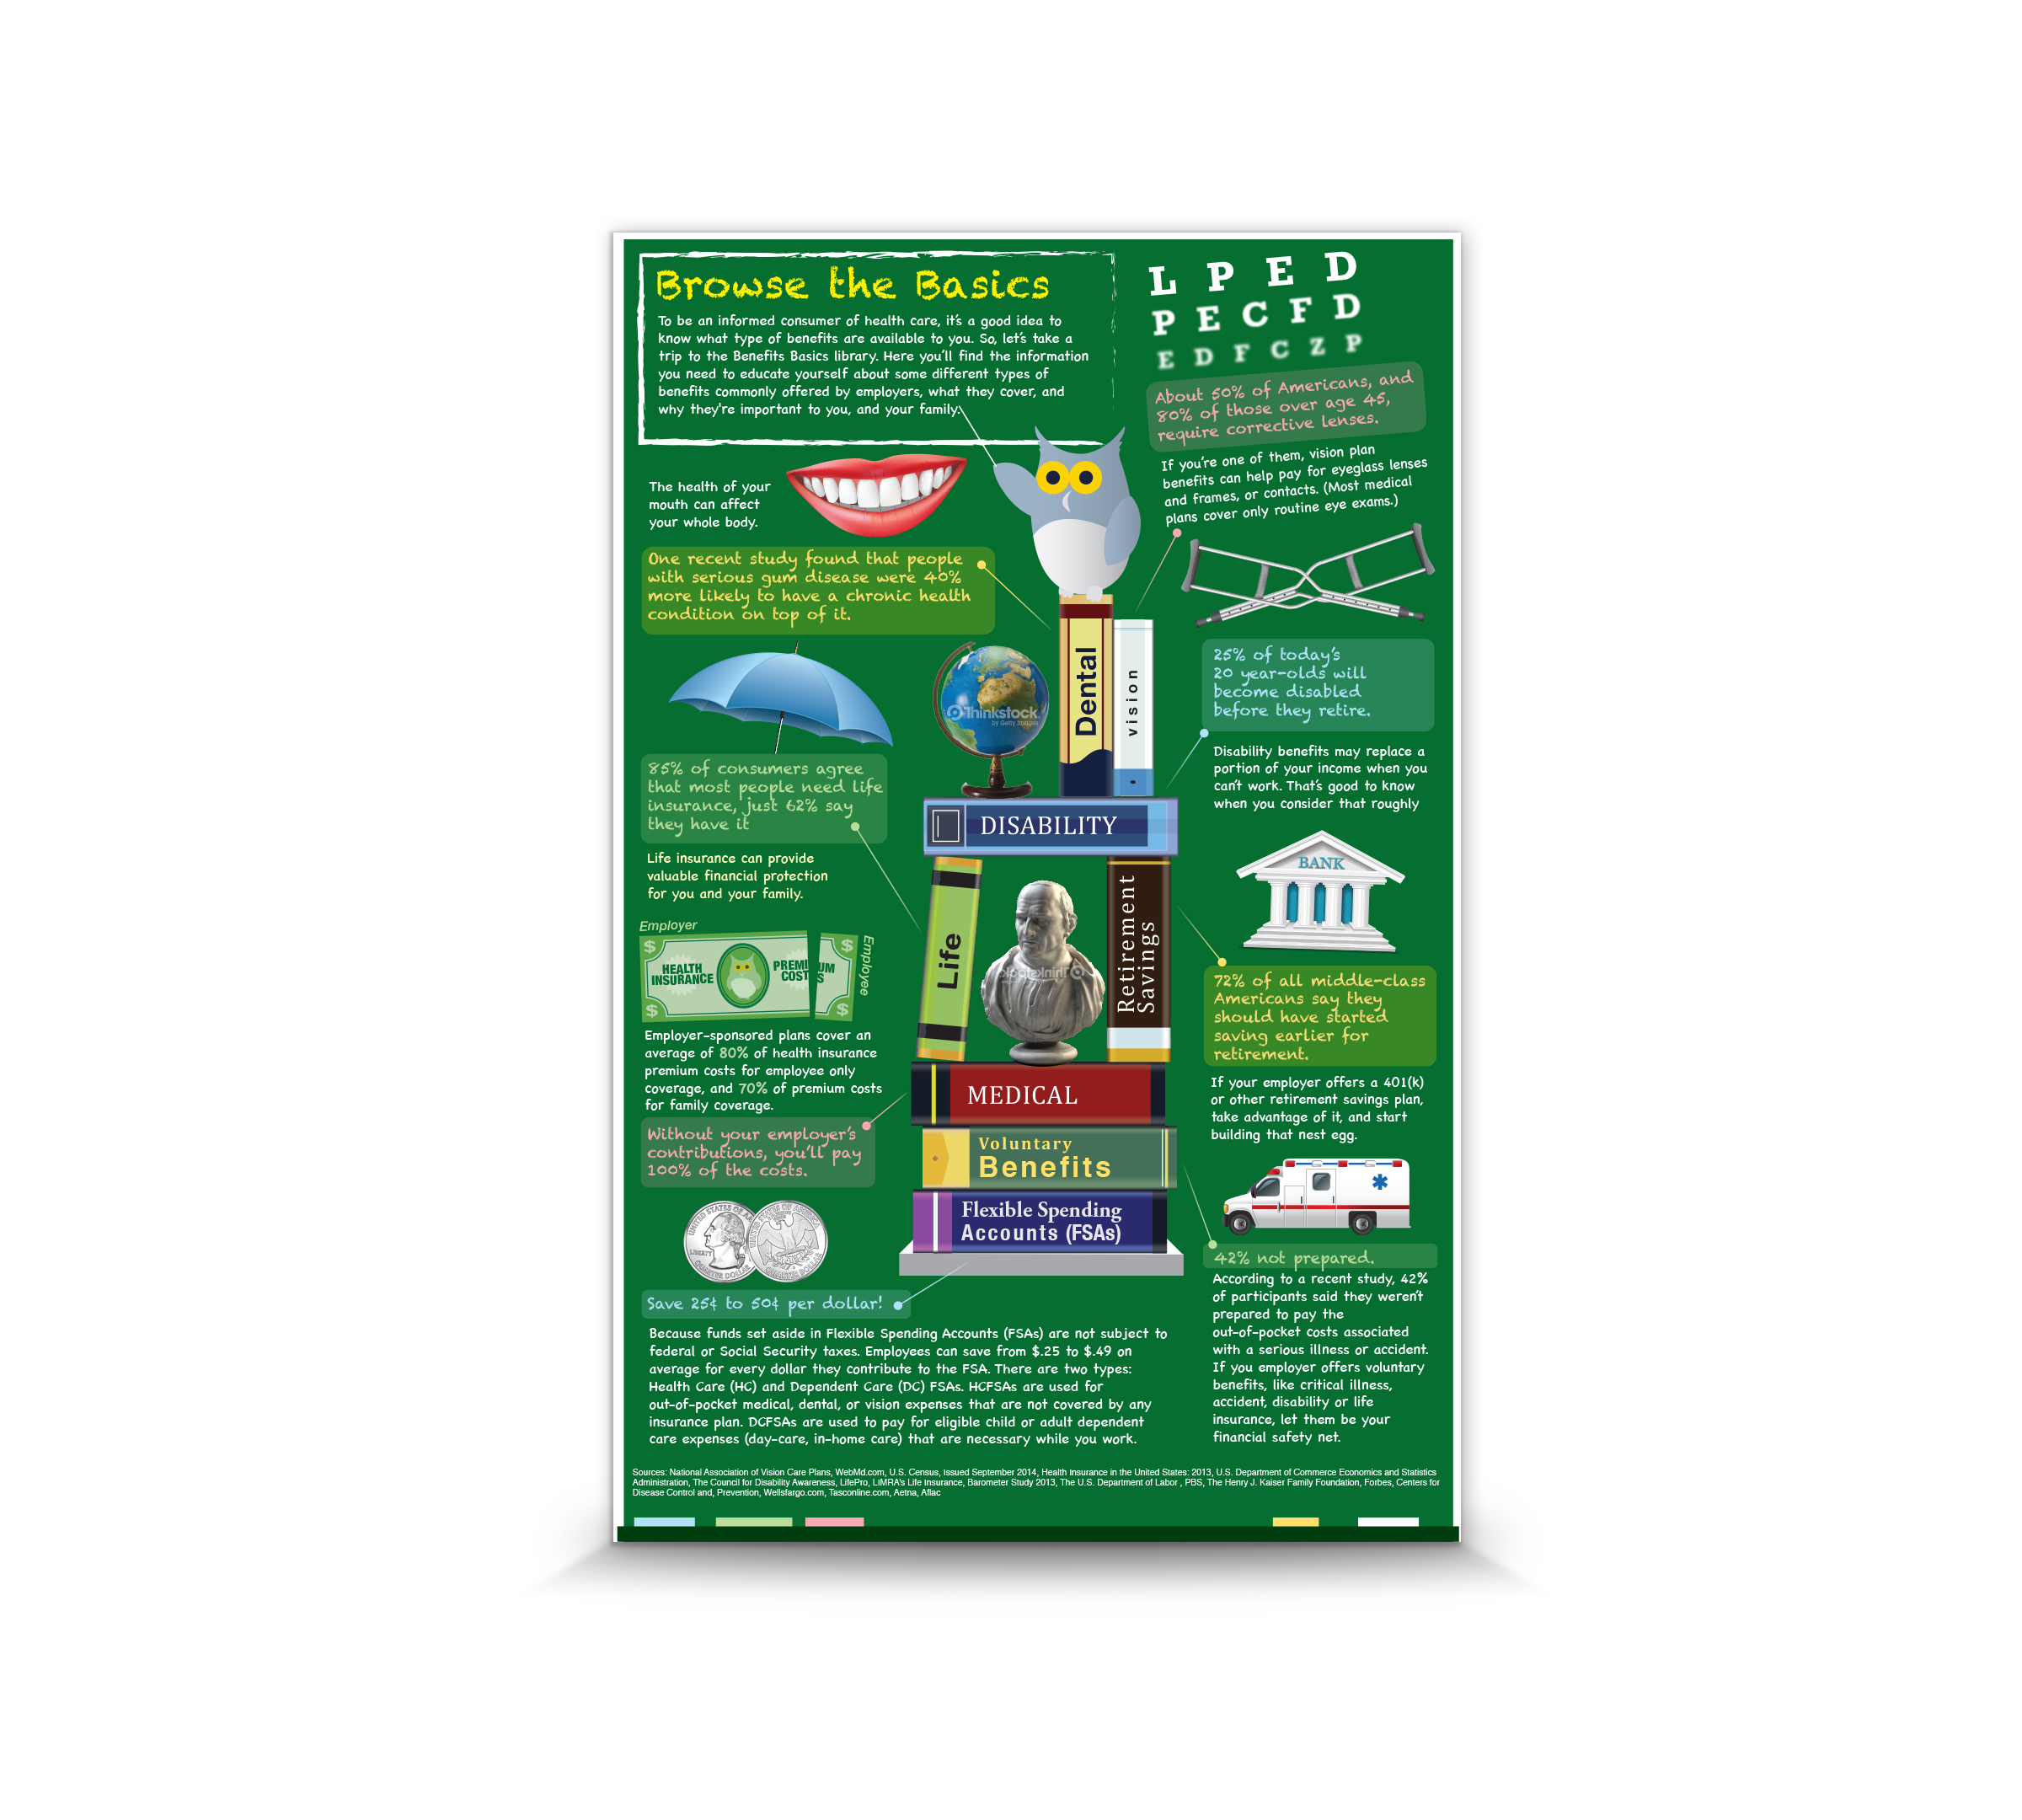 Browse the Basics
To be an informed consumer of health care, it's a good idea to
know what type of benefits are available to you. So, let's take a
trip to the Benefits Basics library. Here you'll find the information
you need to educate yourself about some different types of
benefits commonly offered by employers, what they cover, and
why they're important to you, and your family.
L P E D
P E C F D
E D F C Z P
About 50% of Americans, and
80% of those over age 45,
require corrective lenses.
If you're one of them, vision plan
benefits can help pay for eyeglass lenses
and frames, or contacts. (Most medical
plans cover only routine eye exams.)
The health of your
mouth can affect
your whole body.
One recent study found that people
with serious gum disease were 40%
more likely to have a chronic health
condition on top of it.
Dental
vision
Thinkstock
by Getty Images
25% of today's
20 year-olds will
become disabled
before they retire.
Disability benefits may replace a
portion of your income when you
can't work. That's good to know
when you consider that roughly
85% of consumers agree
that most people need life
insurance, just 62% say
they have it
Life insurance can provide
valuable financial protection
for you and your family.
DISABILITY
Life
Thinkstock
Retirement
Savings
BANK
72% of all middle-class
Americans say they
should have started
saving earlier for
retirement.
If your employer offers a 401(k)
or other retirement savings plan,
take advantage of it, and start
building that nest egg.
Employer
Employee
$ $
HEALTH
INSURANCE
PREMIUM
COSTS
$ $
Employer-sponsored plans cover an
average of 80% of health insurance
premium costs for employee only
coverage, and 70% of premium costs
for family coverage.
Without your employer's
contributions, you'll pay
100% of the costs.
MEDICAL
Voluntary
Benefits
Flexible Spending
Accounts (FSAs)
UNITED STATES OF
LIBERTY
QUARTER DOLLAR
QUARTER DOLLAR
42% not prepared.
According to a recent study, 42%
of participants said they weren't
prepared to pay the
out-of-pocket costs associated
with a serious illness or accident.
If you employer offers voluntary
benefits, like critical illness,
accident, disability or life
insurance, let them be your
financial safety net.
Save 25¢ to 50¢ per dollar!
Because funds set aside in Flexible Spending Accounts (FSAs) are not subject to
federal or Social Security taxes. Employees can save from $.25 to $.49 on
average for every dollar they contribute to the FSA. There are two types:
Health Care (HC) and Dependent Care (DC) FSAs. HCFSAs are used for
out-of-pocket medical, dental, or vision expenses that are not covered by any
insurance plan. DCFSAs are used to pay for eligible child or adult dependent
care expenses (day-care, in-home care) that are necessary while you work.
Sources: National Association of Vision Care Plans, WebMd.com, U.S. Census, Issued September 2014, Health Insurance in the United States: 2013, U.S. Department of Commerce Economics and Statistics
Administration, The Council for Disability Awareness, LifePro, LIMRA's Life Insurance, Barometer Study 2013, The U.S. Department of Labor , PBS, The Henry J. Kaiser Family Foundation, Forbes, Centers for
Disease Control and, Prevention, Wellsfargo.com, Tasconline.com, Aetna, Aflac